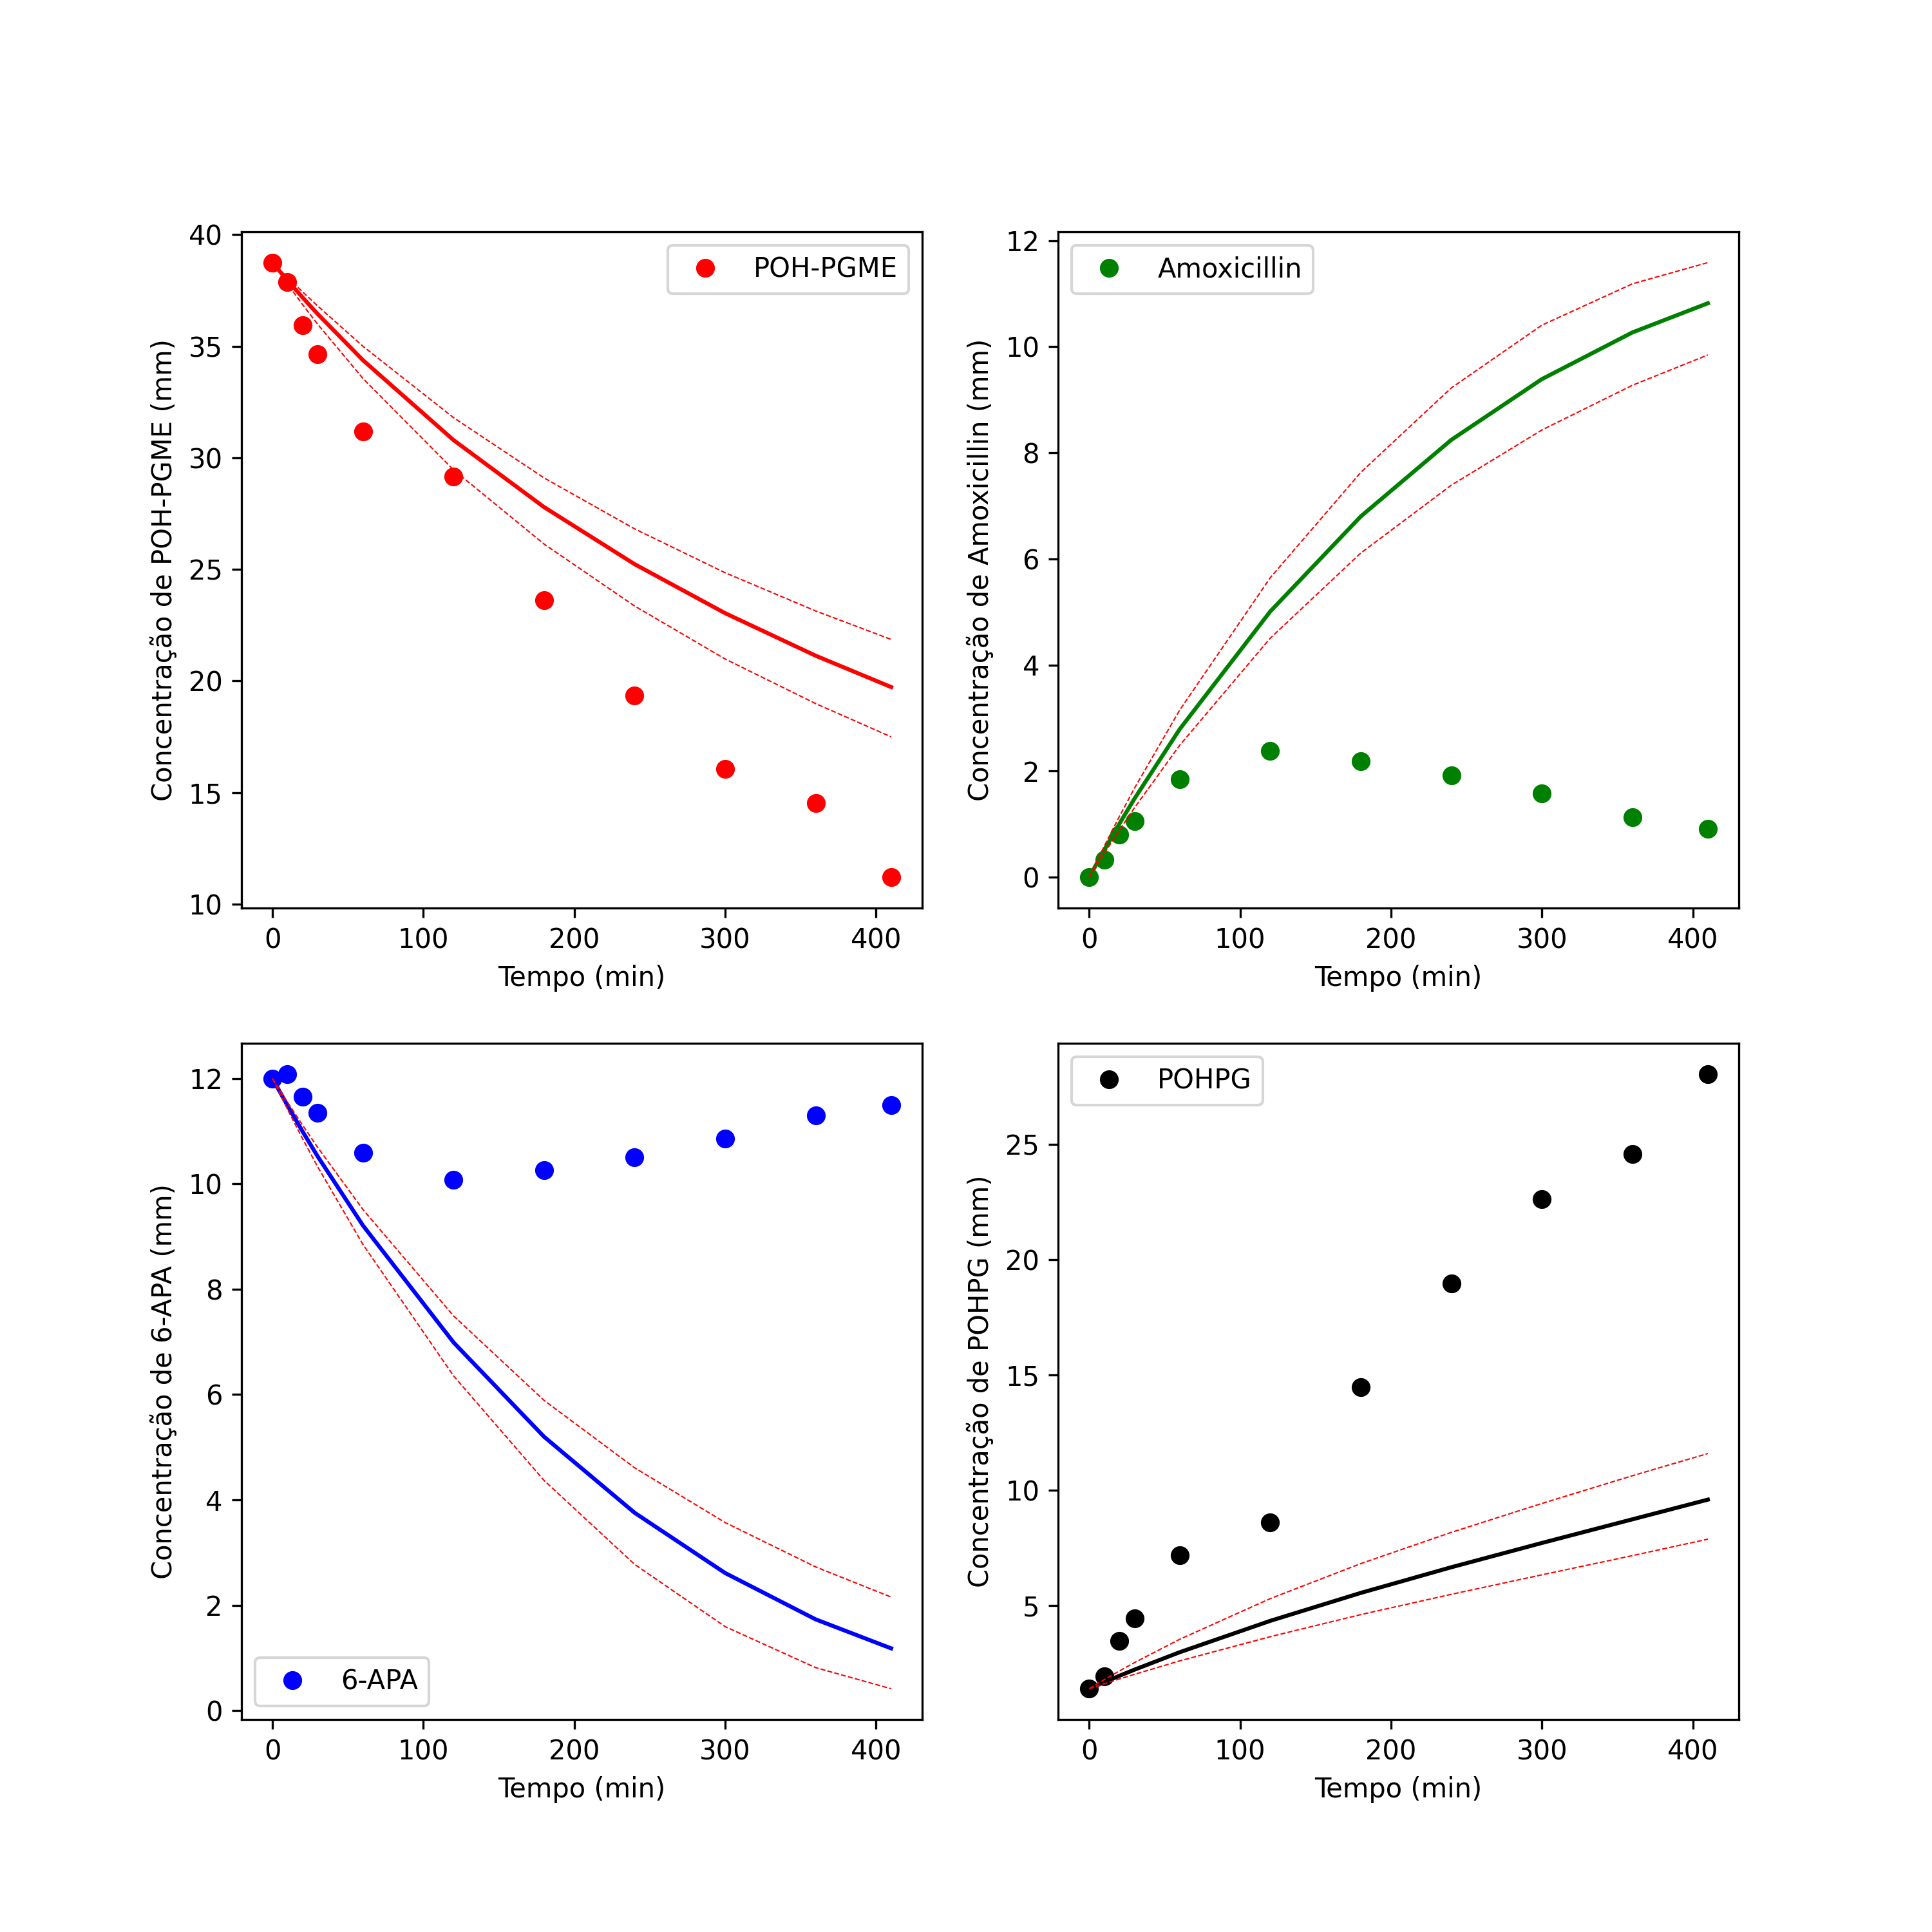 POH-PGME
Concentração de POH-PGME (mm)
40
35
30
25
20
15
10
0 100 200 300 400
Tempo (min)
Amoxicillin
Concentração de Amoxicillin (mm)
12
10
8
6
4
2
0
0 100 200 300 400
Tempo (min)
6-APA
Concentração de 6-APA (mm)
12
10
8
6
4
2
0
0 100 200 300 400
Tempo (min)
POHPG
Concentração de POHPG (mm)
25
20
15
10
5
0 100 200 300 400
Tempo (min)